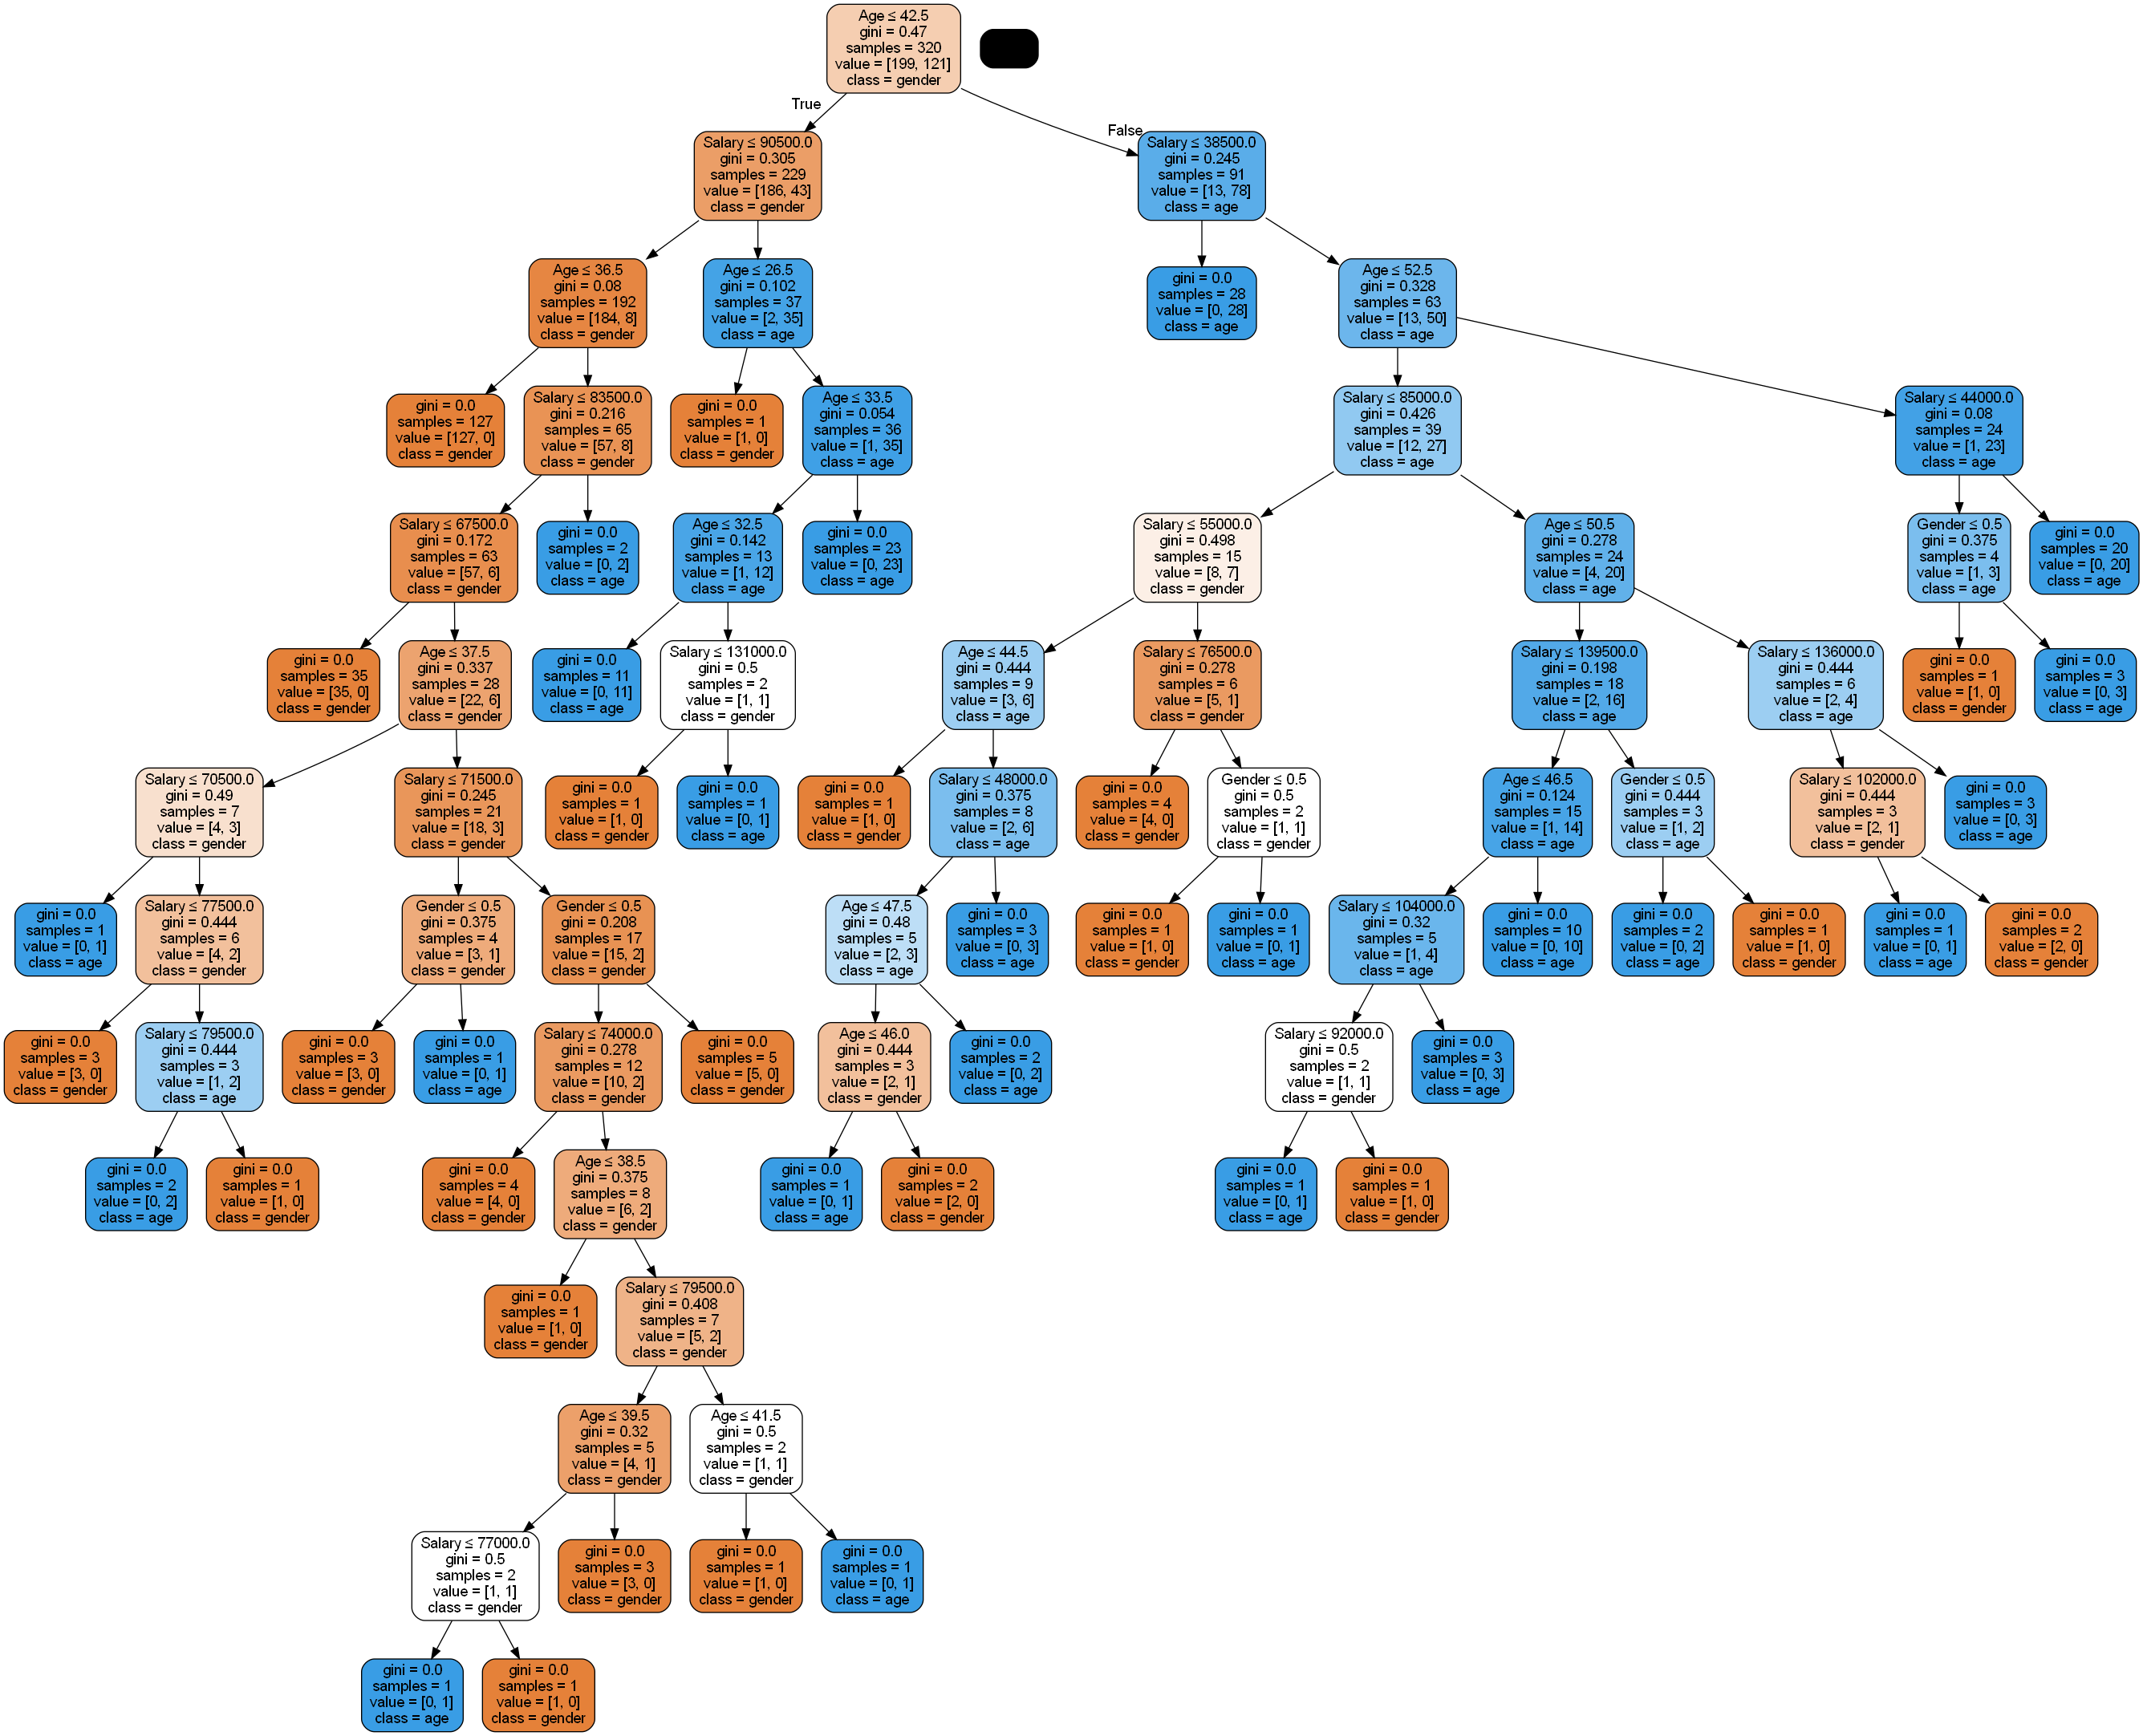 Age ≤ 42.5
gini = 0.47
samples = 320
value = [199, 121]
class = gender
True
False
Salary ≤ 90500.0
gini = 0.305
samples = 229
value = [186, 43]
class = gender
Salary ≤ 38500.0
gini = 0.245
samples = 91
value = [13, 78]
class = age
Age ≤ 36.5
gini = 0.08
samples = 192
value = [184, 8]
class = gender
Age ≤ 26.5
gini = 0.102
samples = 37
value = [2, 35]
class = age
gini = 0.0
samples = 28
value = [0, 28]
class = age
Age ≤ 52.5
gini = 0.328
samples = 63
value = [13, 50]
class = age
gini = 0.0
samples = 127
value = [127, 0]
class = gender
Salary ≤ 83500.0
gini = 0.216
samples = 65
value = [57, 8]
class = gender
gini = 0.0
samples = 1
value = [1, 0]
class = gender
Age ≤ 33.5
gini = 0.054
samples = 36
value = [1, 35]
class = age
Salary ≤ 85000.0
gini = 0.426
samples = 39
value = [12, 27]
class = age
Salary ≤ 44000.0
gini = 0.08
samples = 24
value = [1, 23]
class = age
Salary ≤ 67500.0
gini = 0.172
samples = 63
value = [57, 6]
class = gender
gini = 0.0
samples = 2
value = [0, 2]
class = age
Age ≤ 32.5
gini = 0.142
samples = 13
value = [1, 12]
class = age
gini = 0.0
samples = 23
value = [0, 23]
class = age
Salary ≤ 55000.0
gini = 0.498
samples = 15
value = [8, 7]
class = gender
Age ≤ 50.5
gini = 0.278
samples = 24
value = [4, 20]
class = age
Gender ≤ 0.5
gini = 0.375
samples = 4
value = [1, 3]
class = age
gini = 0.0
samples = 20
value = [0, 20]
class = age
gini = 0.0
samples = 35
value = [35, 0]
class = gender
Age ≤ 37.5
gini = 0.337
samples = 28
value = [22, 6]
class = gender
gini = 0.0
samples = 11
value = [0, 11]
class = age
Salary ≤ 131000.0
gini = 0.5
samples = 2
value = [1, 1]
class = gender
Age ≤ 44.5
gini = 0.444
samples = 9
value = [3, 6]
class = age
Salary ≤ 76500.0
gini = 0.278
samples = 6
value = [5, 1]
class = gender
Salary ≤ 139500.0
gini = 0.198
samples = 18
value = [2, 16]
class = age
Salary ≤ 136000.0
gini = 0.444
samples = 6
value = [2, 4]
class = age
gini = 0.0
samples = 1
value = [1, 0]
class = gender
gini = 0.0
samples = 3
value = [0, 3]
class = age
Salary ≤ 70500.0
gini = 0.49
samples = 7
value = [4, 3]
class = gender
Salary ≤ 71500.0
gini = 0.245
samples = 21
value = [18, 3]
class = gender
gini = 0.0
samples = 1
value = [1, 0]
class = gender
gini = 0.0
samples = 1
value = [0, 1]
class = age
gini = 0.0
samples = 1
value = [1, 0]
class = gender
Salary ≤ 48000.0
gini = 0.375
samples = 8
value = [2, 6]
class = age
gini = 0.0
samples = 4
value = [4, 0]
class = gender
Gender ≤ 0.5
gini = 0.5
samples = 2
value = [1, 1]
class = gender
Age ≤ 46.5
gini = 0.124
samples = 15
value = [1, 14]
class = age
Gender ≤ 0.5
gini = 0.444
samples = 3
value = [1, 2]
class = age
Salary ≤ 102000.0
gini = 0.444
samples = 3
value = [2, 1]
class = gender
gini = 0.0
samples = 3
value = [0, 3]
class = age
gini = 0.0
samples = 1
value = [0, 1]
class = age
Salary ≤ 77500.0
gini = 0.444
samples = 6
value = [4, 2]
class = gender
Gender ≤ 0.5
gini = 0.375
samples = 4
value = [3, 1]
class = gender
Gender ≤ 0.5
gini = 0.208
samples = 17
value = [15, 2]
class = gender
Age ≤ 47.5
gini = 0.48
samples = 5
value = [2, 3]
class = age
gini = 0.0
samples = 3
value = [0, 3]
class = age
gini = 0.0
samples = 1
value = [1, 0]
class = gender
gini = 0.0
samples = 1
value = [0, 1]
class = age
Salary ≤ 104000.0
gini = 0.32
samples = 5
value = [1, 4]
class = age
gini = 0.0
samples = 10
value = [0, 10]
class = age
gini = 0.0
samples = 2
value = [0, 2]
class = age
gini = 0.0
samples = 1
value = [1, 0]
class = gender
gini = 0.0
samples = 1
value = [0, 1]
class = age
gini = 0.0
samples = 2
value = [2, 0]
class = gender
gini = 0.0
samples = 3
value = [3, 0]
class = gender
Salary ≤ 79500.0
gini = 0.444
samples = 3
value = [1, 2]
class = age
gini = 0.0
samples = 3
value = [3, 0]
class = gender
gini = 0.0
samples = 1
value = [0, 1]
class = age
Salary ≤ 74000.0
gini = 0.278
samples = 12
value = [10, 2]
class = gender
gini = 0.0
samples = 5
value = [5, 0]
class = gender
Age ≤ 46.0
gini = 0.444
samples = 3
value = [2, 1]
class = gender
gini = 0.0
samples = 2
value = [0, 2]
class = age
Salary ≤ 92000.0
gini = 0.5
samples = 2
value = [1, 1]
class = gender
gini = 0.0
samples = 3
value = [0, 3]
class = age
gini = 0.0
samples = 2
value = [0, 2]
class = age
gini = 0.0
samples = 1
value = [1, 0]
class = gender
gini = 0.0
samples = 4
value = [4, 0]
class = gender
Age ≤ 38.5
gini = 0.375
samples = 8
value = [6, 2]
class = gender
gini = 0.0
samples = 1
value = [0, 1]
class = age
gini = 0.0
samples = 2
value = [2, 0]
class = gender
gini = 0.0
samples = 1
value = [0, 1]
class = age
gini = 0.0
samples = 1
value = [1, 0]
class = gender
gini = 0.0
samples = 1
value = [1, 0]
class = gender
Salary ≤ 79500.0
gini = 0.408
samples = 7
value = [5, 2]
class = gender
Age ≤ 39.5
gini = 0.32
samples = 5
value = [4, 1]
class = gender
Age ≤ 41.5
gini = 0.5
samples = 2
value = [1, 1]
class = gender
Salary ≤ 77000.0
gini = 0.5
samples = 2
value = [1, 1]
class = gender
gini = 0.0
samples = 3
value = [3, 0]
class = gender
gini = 0.0
samples = 1
value = [1, 0]
class = gender
gini = 0.0
samples = 1
value = [0, 1]
class = age
gini = 0.0
samples = 1
value = [0, 1]
class = age
gini = 0.0
samples = 1
value = [1, 0]
class = gender